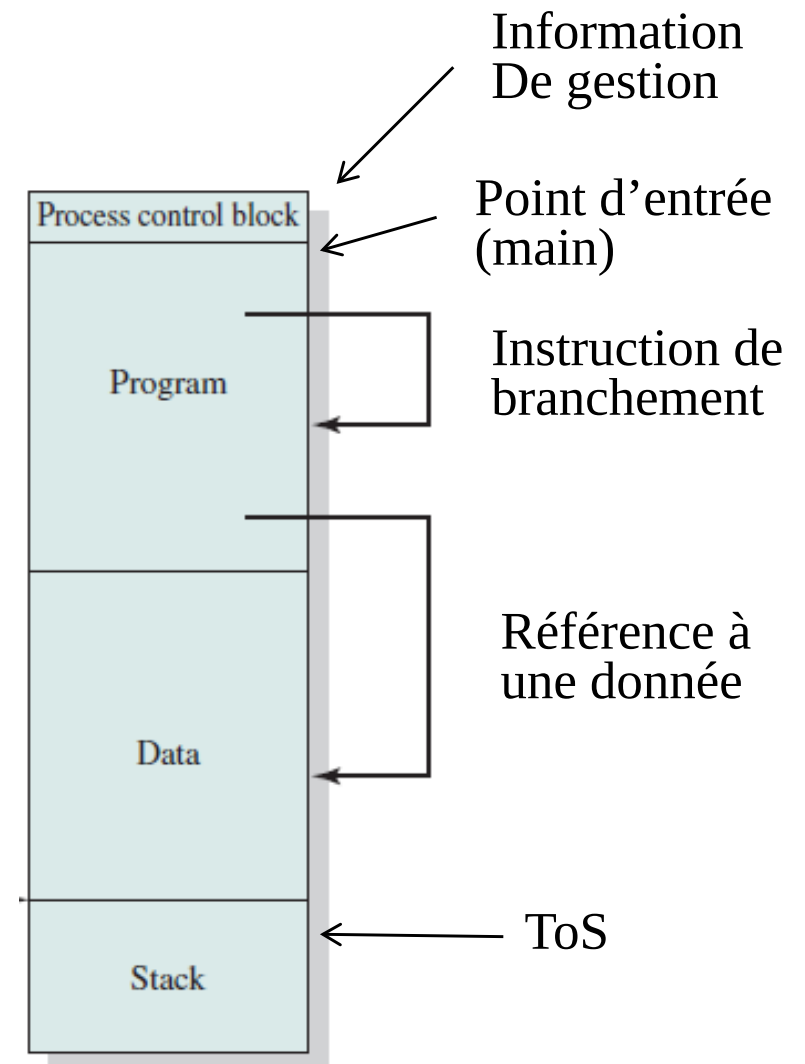 Information
De gestion
Process control block
Point d’entrée
(main)
Program
Instruction de
branchement
Référence à
une donnée
Data
ToS
Stack